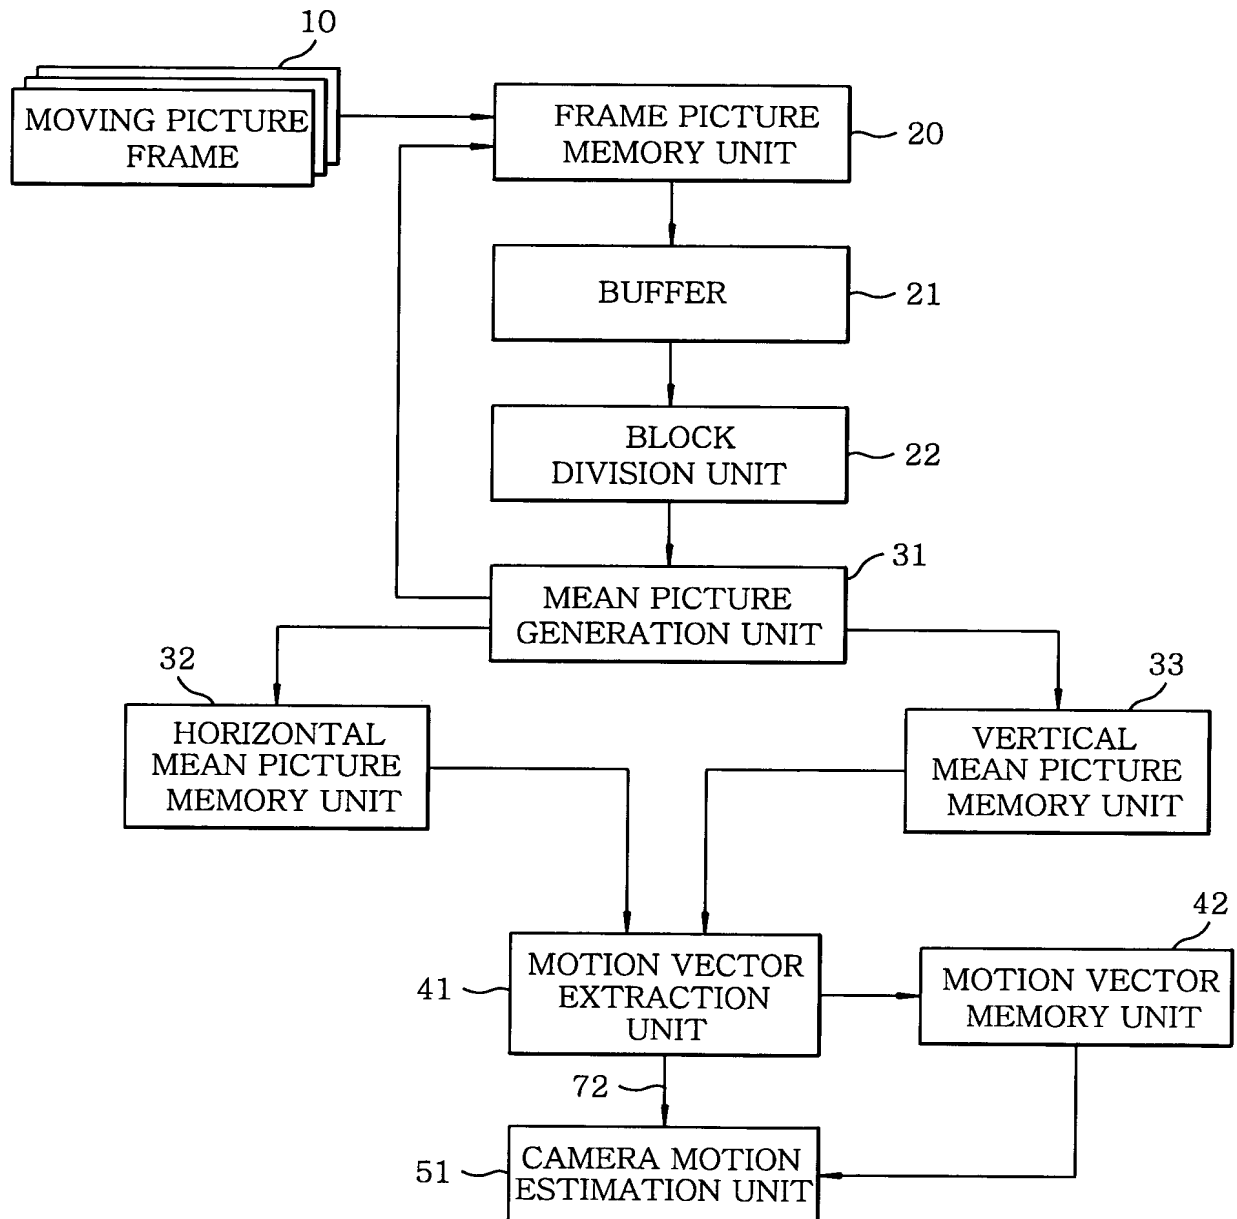 10
MOVING PICTURE
FRAME
FRAME PICTURE
MEMORY UNIT
20
BUFFER
21
BLOCK
DIVISION UNIT
22
31
MEAN PICTURE
GENERATION UNIT
32
HORIZONTAL
MEAN PICTURE
MEMORY UNIT
33
VERTICAL
MEAN PICTURE
MEMORY UNIT
41
MOTION VECTOR
EXTRACTION
UNIT
42
MOTION VECTOR
MEMORY UNIT
72
51
CAMERA MOTION
ESTIMATION UNIT